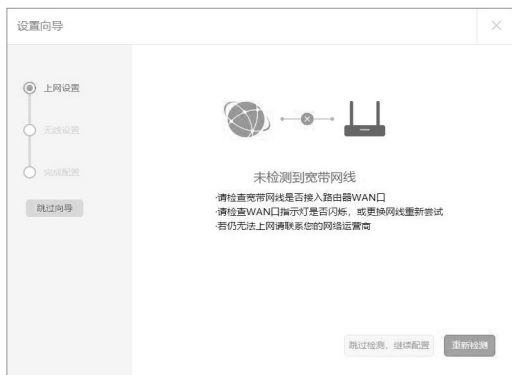 设置向导
上网设置
无线设置
完成配置
跳过向导
未检测到宽带网线
·请检查宽带网线是否接入路由器WAN口
·请检查WAN口指示灯是否闪烁，或更换网线重新尝试
·若仍无法上网请联系您的网络运营商
跳过检测，继续配置
重新检测